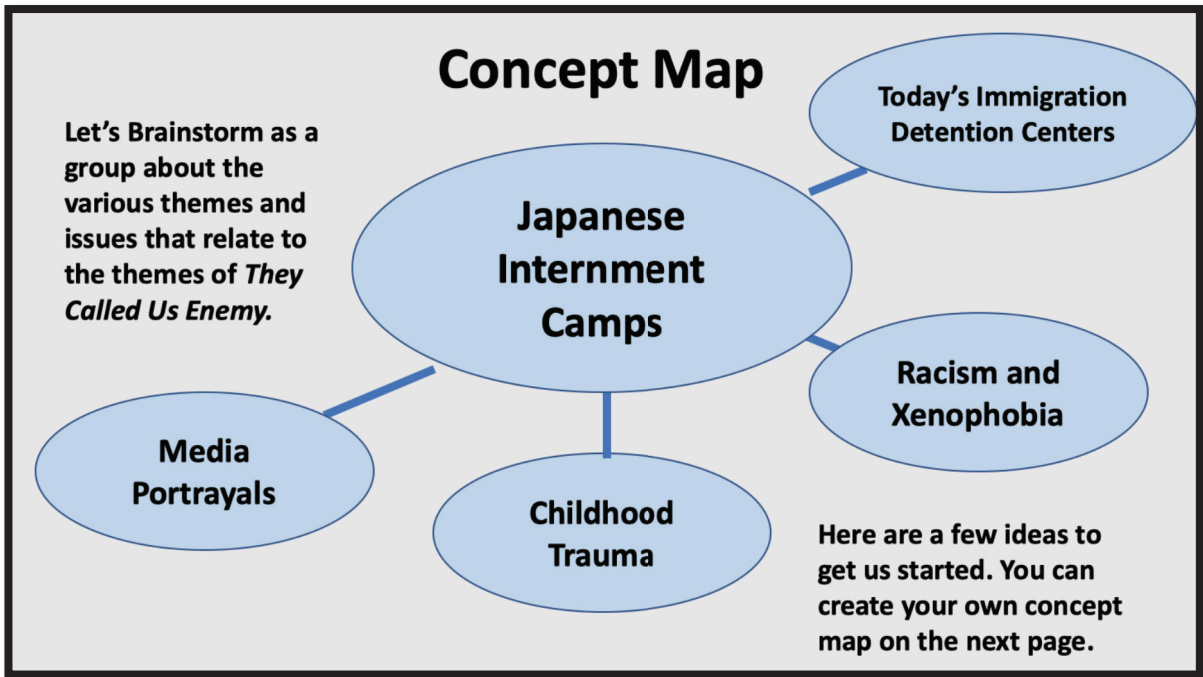 Concept Map
Let's Brainstorm as a
group about the
various themes and
issues that relate to
the themes of They
Called Us Enemy.
Today's Immigration
Detention Centers
Japanese
Internment
Camps
Racism and
Xenophobia
Media
Portrayals
Childhood
Trauma
Here are a few ideas to
get us started. You can
create your own concept
map on the next page.